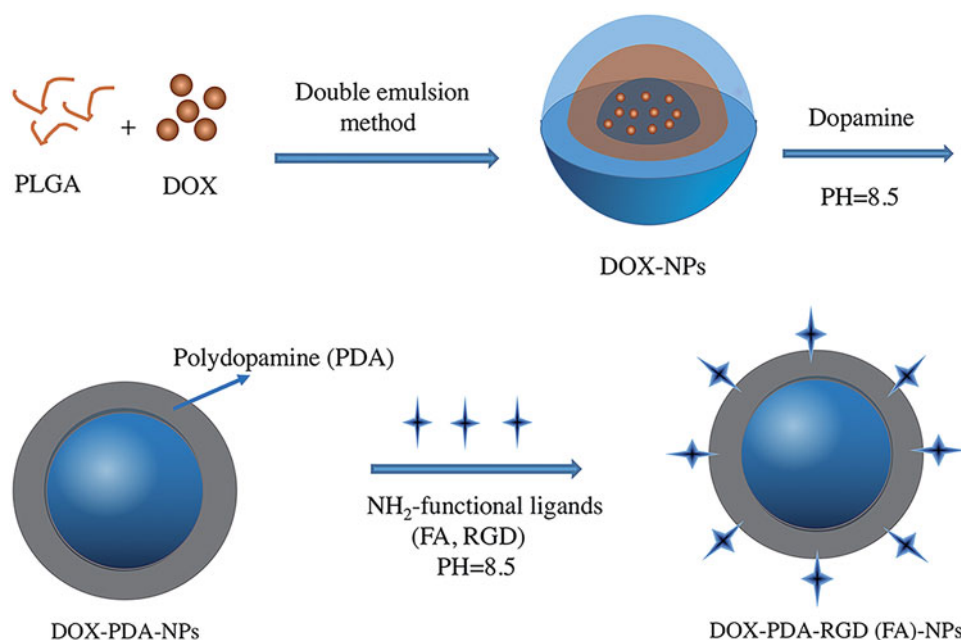 PLGA
+
DOX
Double emulsion
method
DOX-NPs
Dopamine
PH=8.5
Polydopamine (PDA)
DOX-PDA-NPs
NH₂-functional ligands
(FA, RGD)
PH=8.5
DOX-PDA-RGD (FA)-NPs